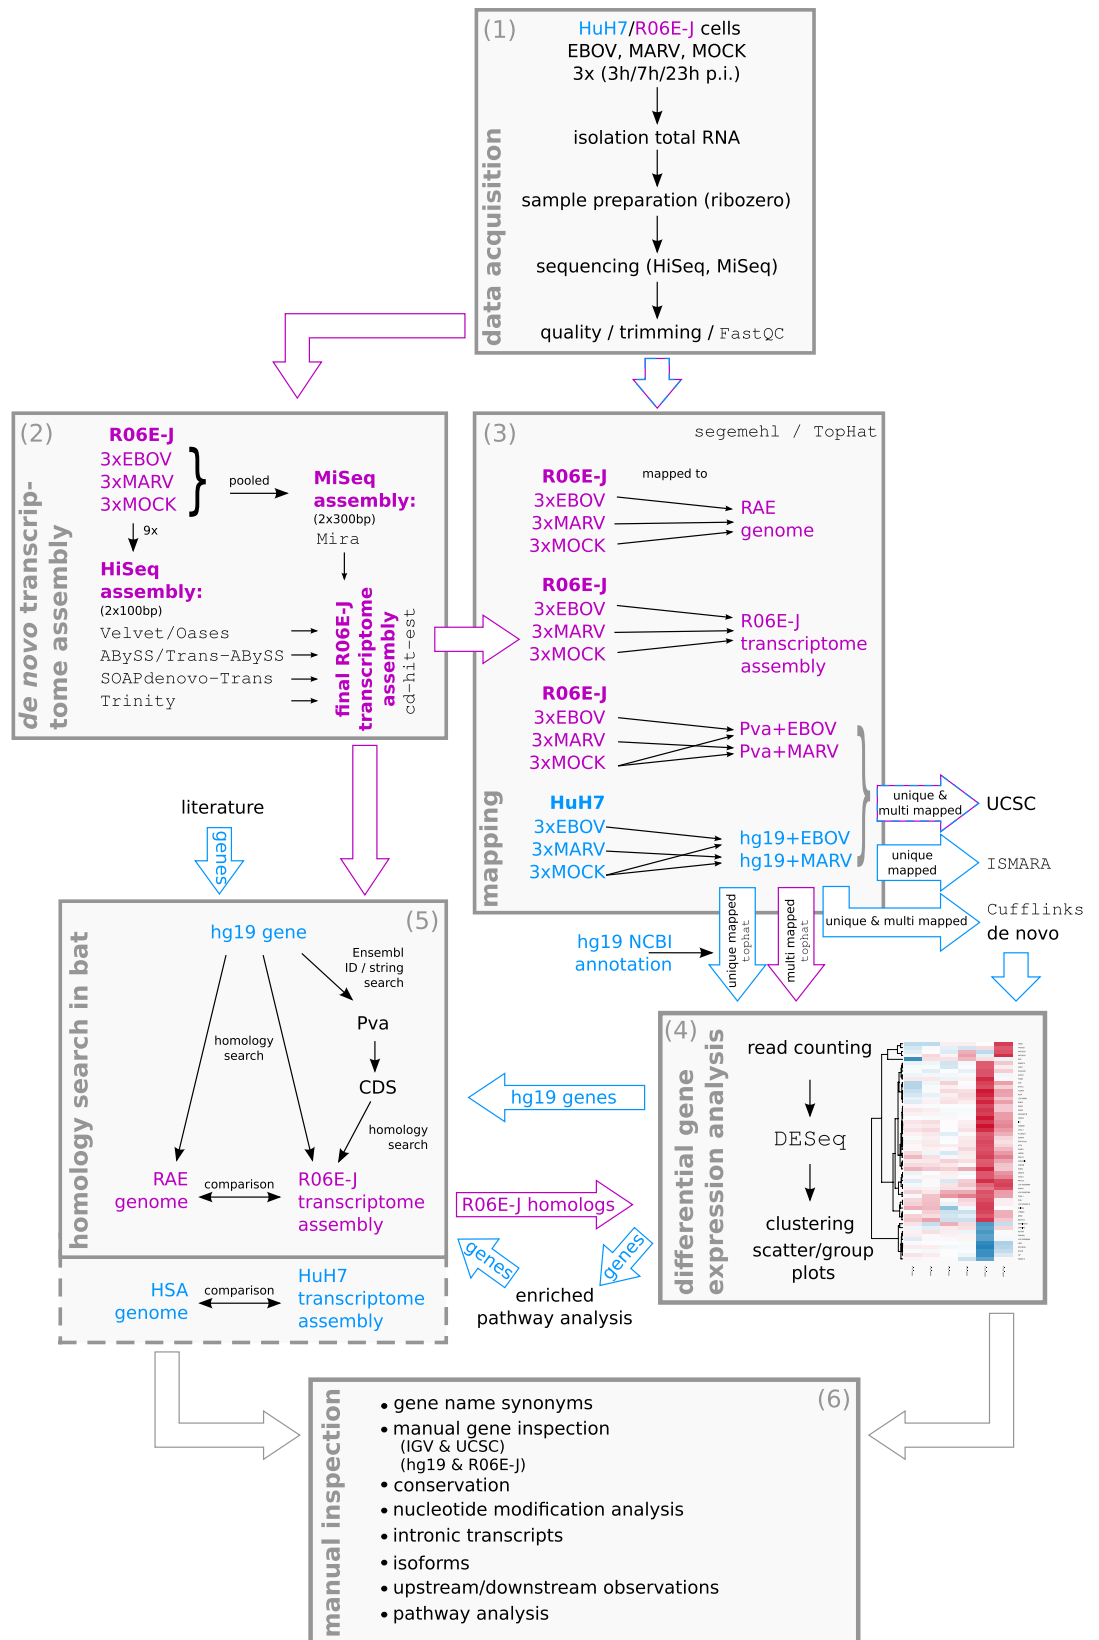 (1)
data acquisition
HuH7/R06E-J cells
EBOV, MARV, MOCK
3x (3h/7h/23h p.i.)
isolation total RNA
sample preparation (ribozero)
sequencing (HiSeq, MiSeq)
quality / trimming / FastQC
(2)
de novo transcrip-
tome assembly
R06E-J
3xEBOV
3xMARV
3xMOCK
pooled
9x
MiSeq
assembly:
(2x300bp)
Mira
HiSeq
assembly:
(2x100bp)
Velvet/Oases
ABySS/Trans-ABySS
SOAPdenovo-Trans
Trinity
final R06E-J
transcriptome
assembly
cd-hit-est
(3)
mapping
segemehl / TopHat
R06E-J
mapped to
3xEBOV
3xMARV
3xMOCK
RAE
genome
R06E-J
3xEBOV
3xMARV
3xMOCK
R06E-J
transcriptome
assembly
R06E-J
3xEBOV
3xMARV
3xMOCK
Pva+EBOV
Pva+MARV
HuH7
3xEBOV
3xMARV
3xMOCK
hg19+EBOV
hg19+MARV
unique &
multi mapped
UCSC
unique
mapped
ISMARA
unique & multi mapped
Cufflinks
de novo
unique mapped
tophat
multi mapped
tophat
hg19 NCBI
annotation
literature
genes
(5)
homology search in bat
hg19 gene
Ensembl
ID / string
search
Pva
CDS
homology
search
homology
search
RAE
genome
comparison
R06E-J
transcriptome
assembly
HSA
genome
comparison
HuH7
transcriptome
assembly
hg19 genes
R06E-J homologs
genes
genes
enriched
pathway analysis
(4)
differential gene
expression analysis
read counting
DESeq
clustering
scatter/group
plots
(6)
manual inspection
• gene name synonyms
• manual gene inspection
(IGV & UCSC)
(hg19 & R06E-J)
• conservation
• nucleotide modification analysis
• intronic transcripts
• isoforms
• upstream/downstream observations
• pathway analysis